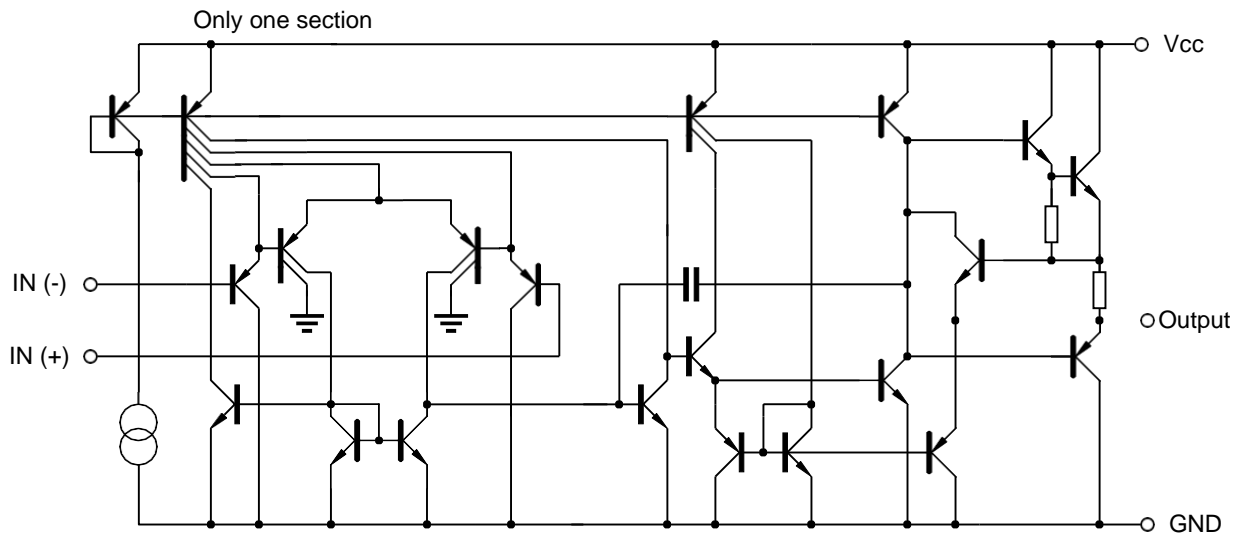 Only one section
Vcc
IN (-)
Output
IN (+)
GND